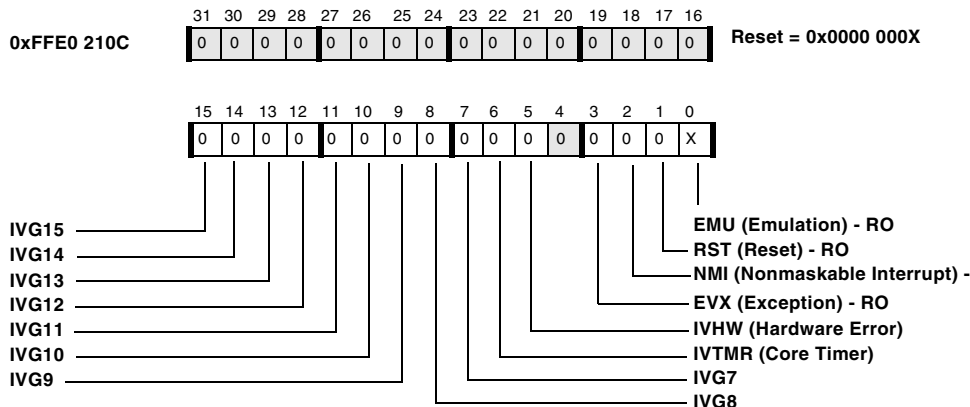 31 30 29 28 27 26 25 24 23 22 21 20 19 18 17 16
0xFFE0 210C
0 0 0 0 0 0 0 0 0 0 0 0 0 0 0 0
Reset = 0x0000 000X
15 14 13 12 11 10 9 8 7 6 5 4 3 2 1 0
0 0 0 0 0 0 0 0 0 0 0 0 0 0 0 X
IVG15
IVG14
IVG13
IVG12
IVG11
IVG10
IVG9
EMU (Emulation) - RO
RST (Reset) - RO
NMI (Nonmaskable Interrupt) -
EVX (Exception) - RO
IVHW (Hardware Error)
IVTMR (Core Timer)
IVG7
IVG8